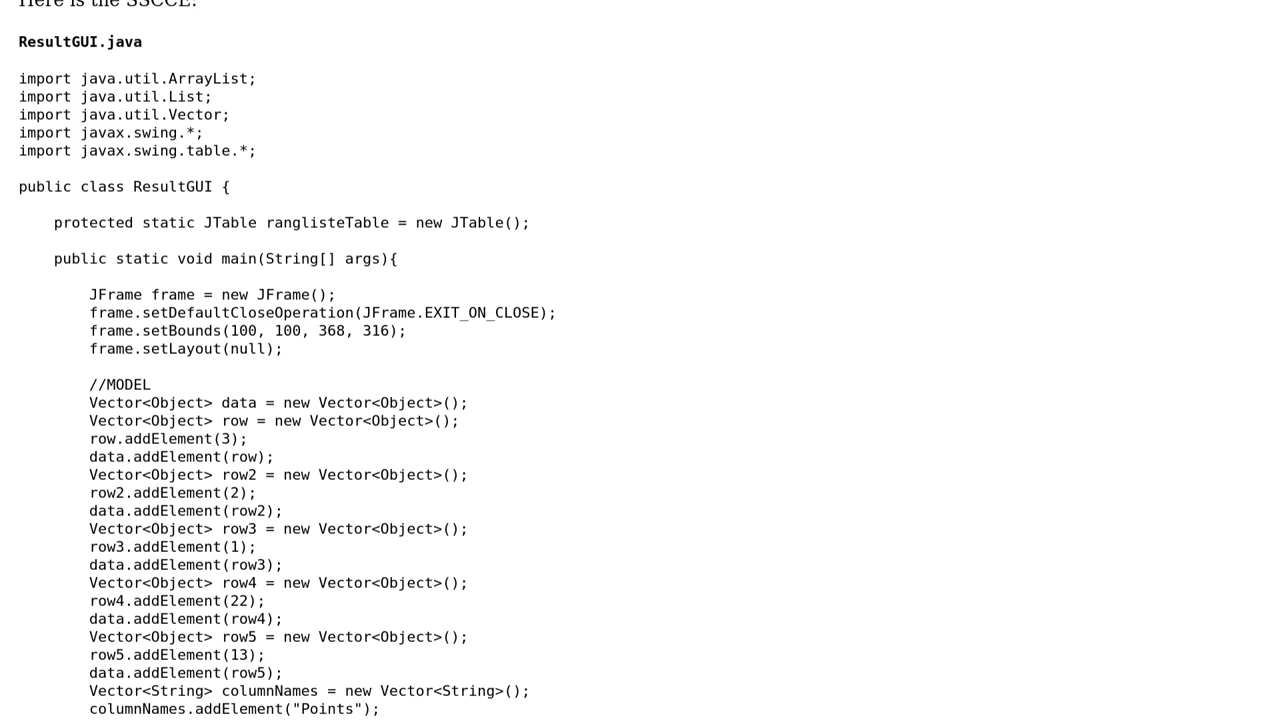 Here is the SSCCE:
ResultGUI.java
import java.util.ArrayList;
import java.util.List;
import java.util.Vector;
import javax.swing.*;
import javax.swing.table.*;
public class ResultGUI {
protected static JTable ranglisteTable = new JTable();
public static void main(String[] args){
JFrame frame = new JFrame();
frame.setDefaultCloseOperation(JFrame.EXIT_ON_CLOSE);
frame.setBounds(100, 100, 368, 316);
frame.setLayout(null);
//MODEL
Vector<Object> data = new Vector<Object>();
Vector<Object> row = new Vector<Object>();
row.addElement(3);
data.addElement(row);
Vector<Object> row2 = new Vector<Object>();
row2.addElement(2);
data.addElement(row2);
Vector<Object> row3 = new Vector<Object>();
row3.addElement(1);
data.addElement(row3);
Vector<Object> row4 = new Vector<Object>();
row4.addElement(22);
data.addElement(row4);
Vector<Object> row5 = new Vector<Object>();
row5.addElement(13);
data.addElement(row5);
Vector<String> columnNames = new Vector<String>();
columnNames.addElement("Points");